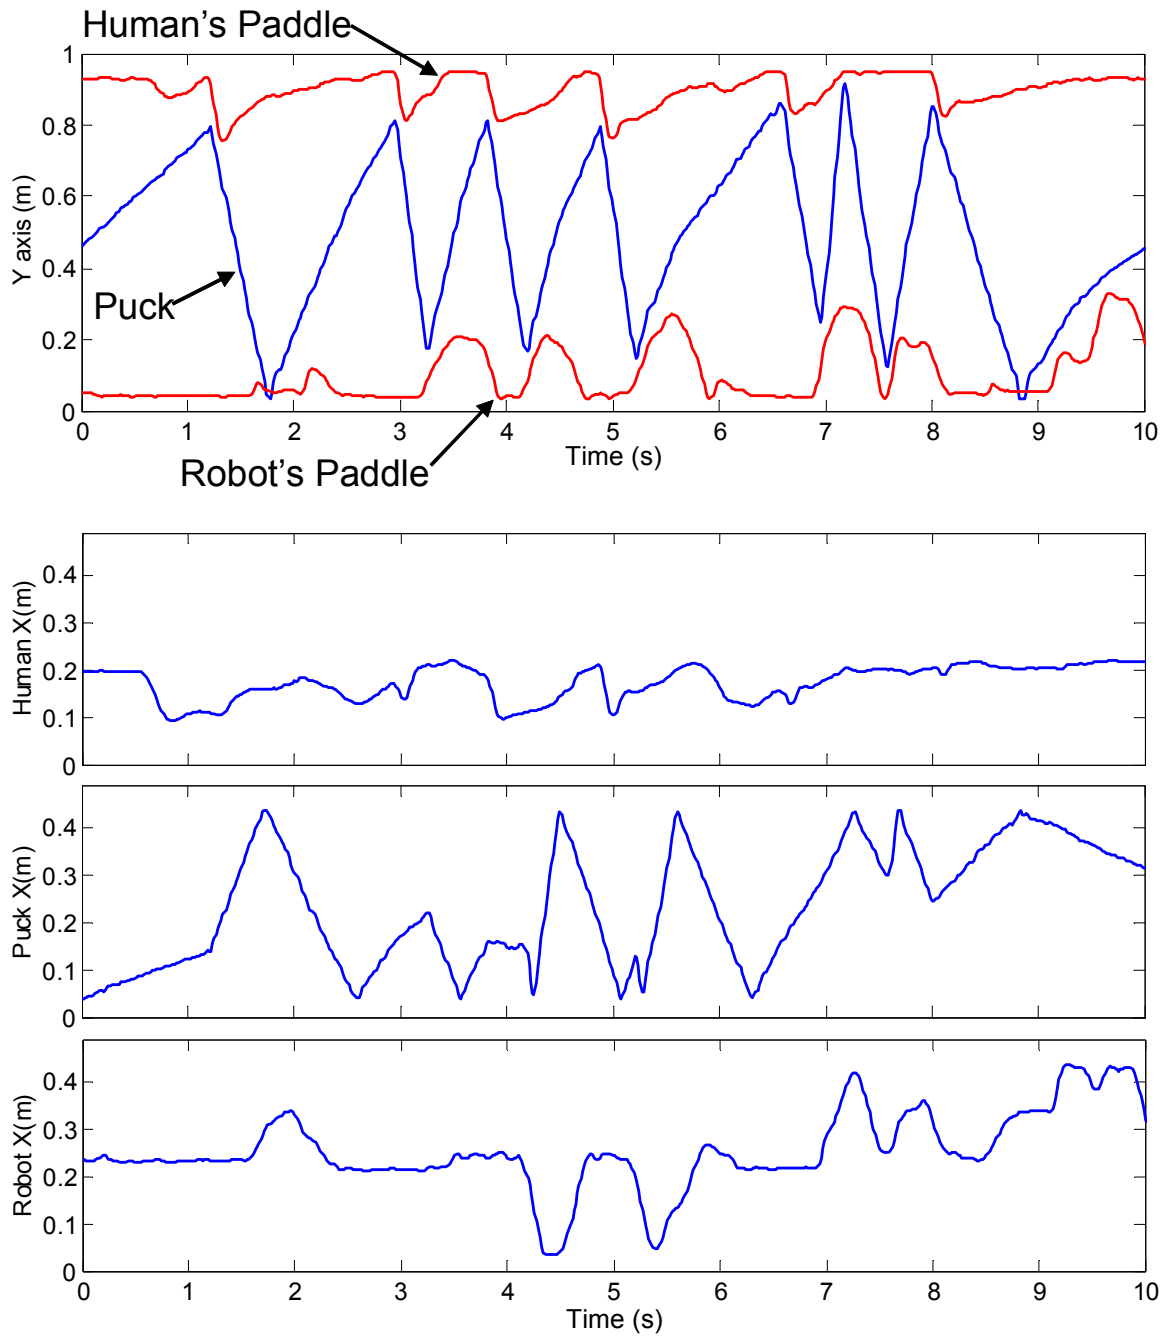 Human's Paddle
1
0.8
0.6
0.4
0.2
0
Y axis (m)
Puck
0 1 2 3 4 5 6 7 8 9 10
Time (s)
Robot's Paddle
0.4
0.3
0.2
0.1
0
Human X(m)
0.4
0.3
0.2
0.1
0
Puck X(m)
0.4
0.3
0.2
0.1
0
Robot X(m)
0 1 2 3 4 5 6 7 8 9 10
Time (s)